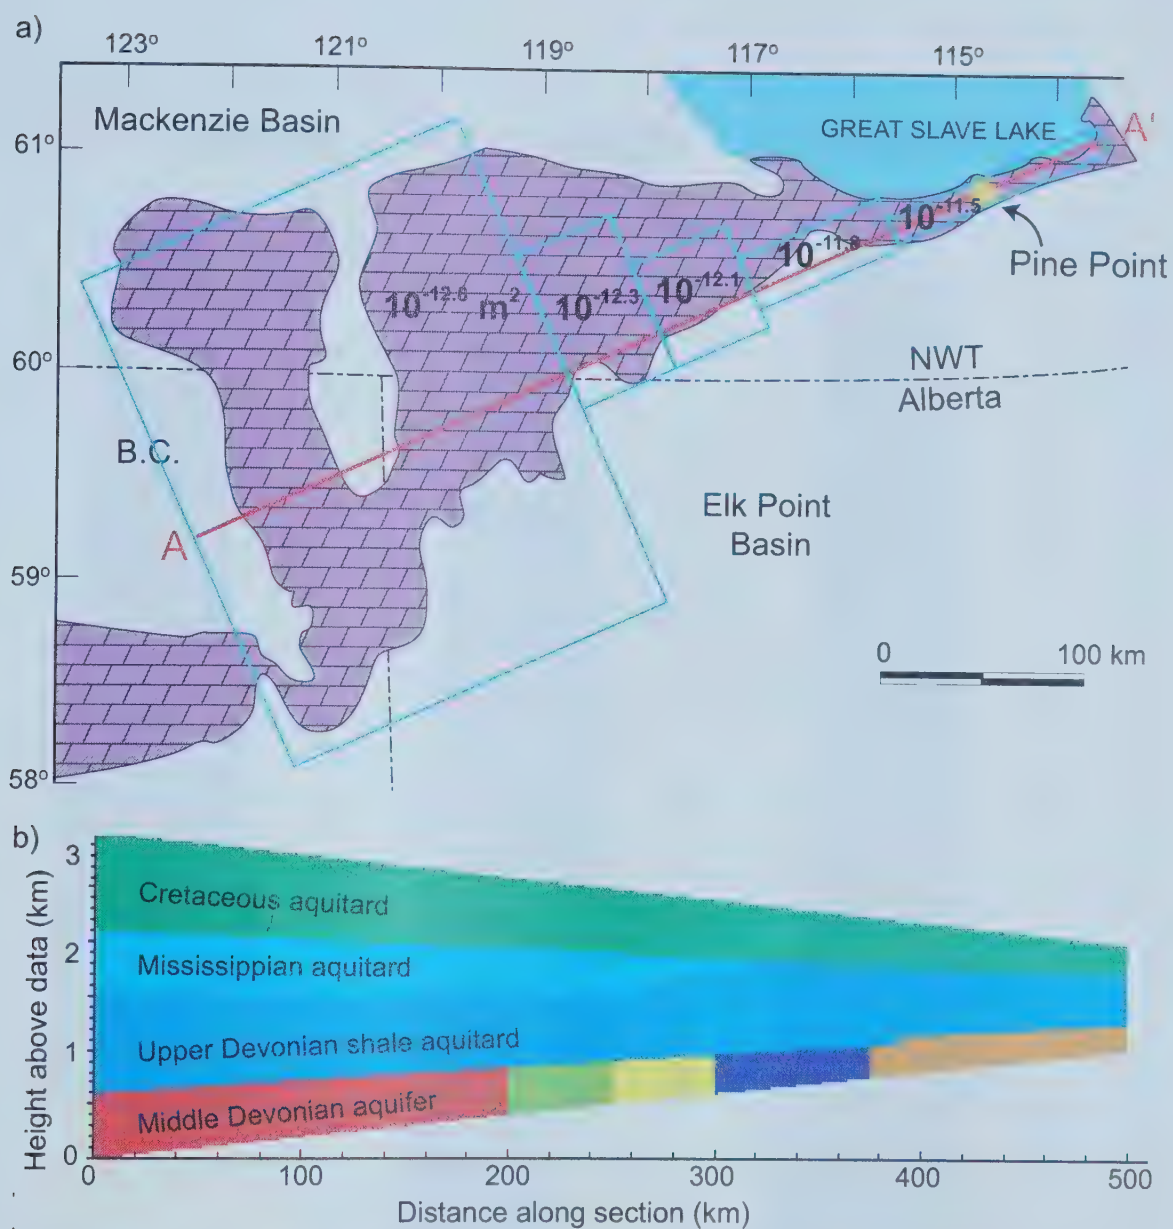 a)
123° 121° 119° 117° 115°
Mackenzie Basin
61°
GREAT SLAVE LAKE
A'
10^-11.5
10^-11.8
Pine Point
10^-12.1
10^-12.3
10^-12.6 m²
60°
NWT
Alberta
B.C.
Elk Point
Basin
A
59°
0 100 km
58°
b)
3
Cretaceous aquitard
2
Mississippian aquitard
Upper Devonian shale aquitard
1
Middle Devonian aquifer
0
Height above data (km)
0 100 200 300 400 500
Distance along section (km)